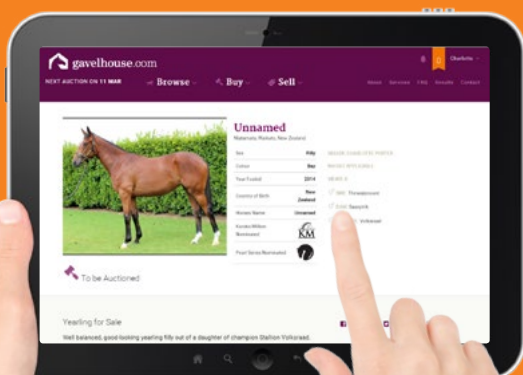 gavelhouse.com
Charlotte
NEXT AUCTION ON 11 MAR
Browse
Buy
Sell
Home Services FAQ Results Contact
Unnamed
Matamata, Waikato, New Zealand
Sex Filly
Colour Bay
Year Foaled 2014
Country of Birth New
Zealand
Horses Name Unnamed
Karaka Million
Nominated
KM
Pearl Series Nominated
To be Auctioned
Yearling for Sale
Well balanced, good looking yearling filly out of a daughter of champion Stallion Volksraad.